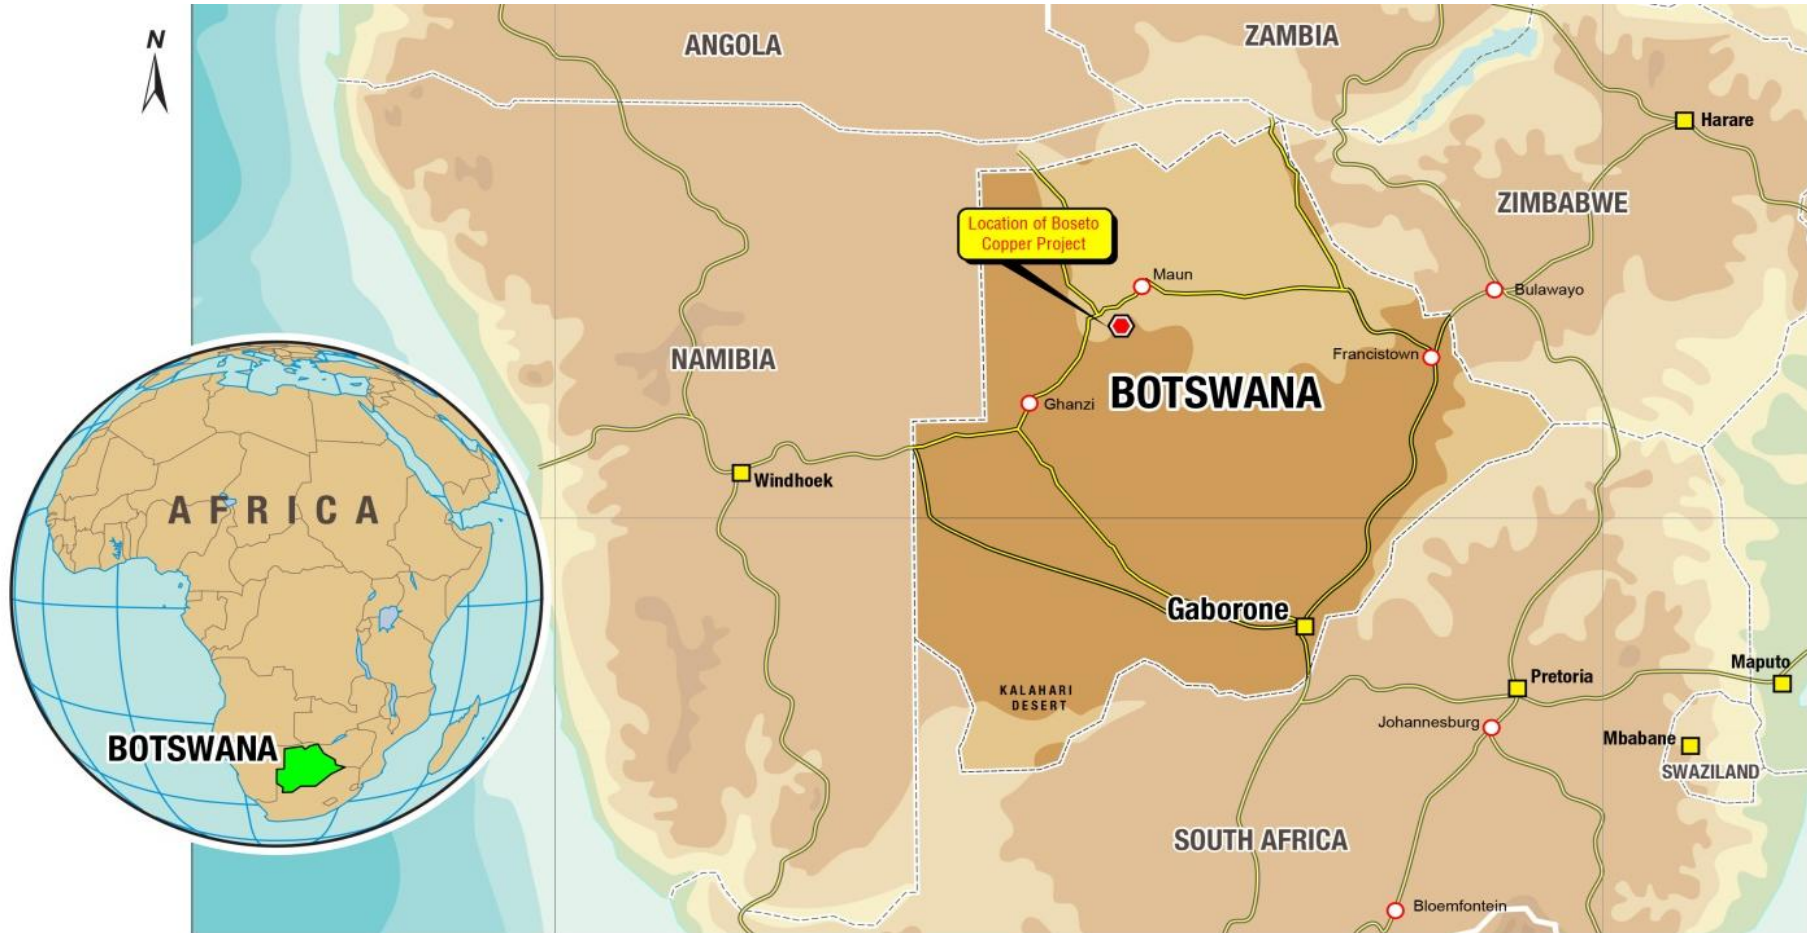 N
ANGOLA
ZAMBIA
Harare
ZIMBABWE
Location of Boseto
Copper Project
Maun
Bulawayo
NAMIBIA
Francistown
BOTSWANA
Ghanzi
Windhoek
AFRICA
Gaborone
Maputo
Pretoria
KALAHARI
DESERT
Johannesburg
Mbabane
BOTSWANA
SWAZILAND
SOUTH AFRICA
Bloemfontein